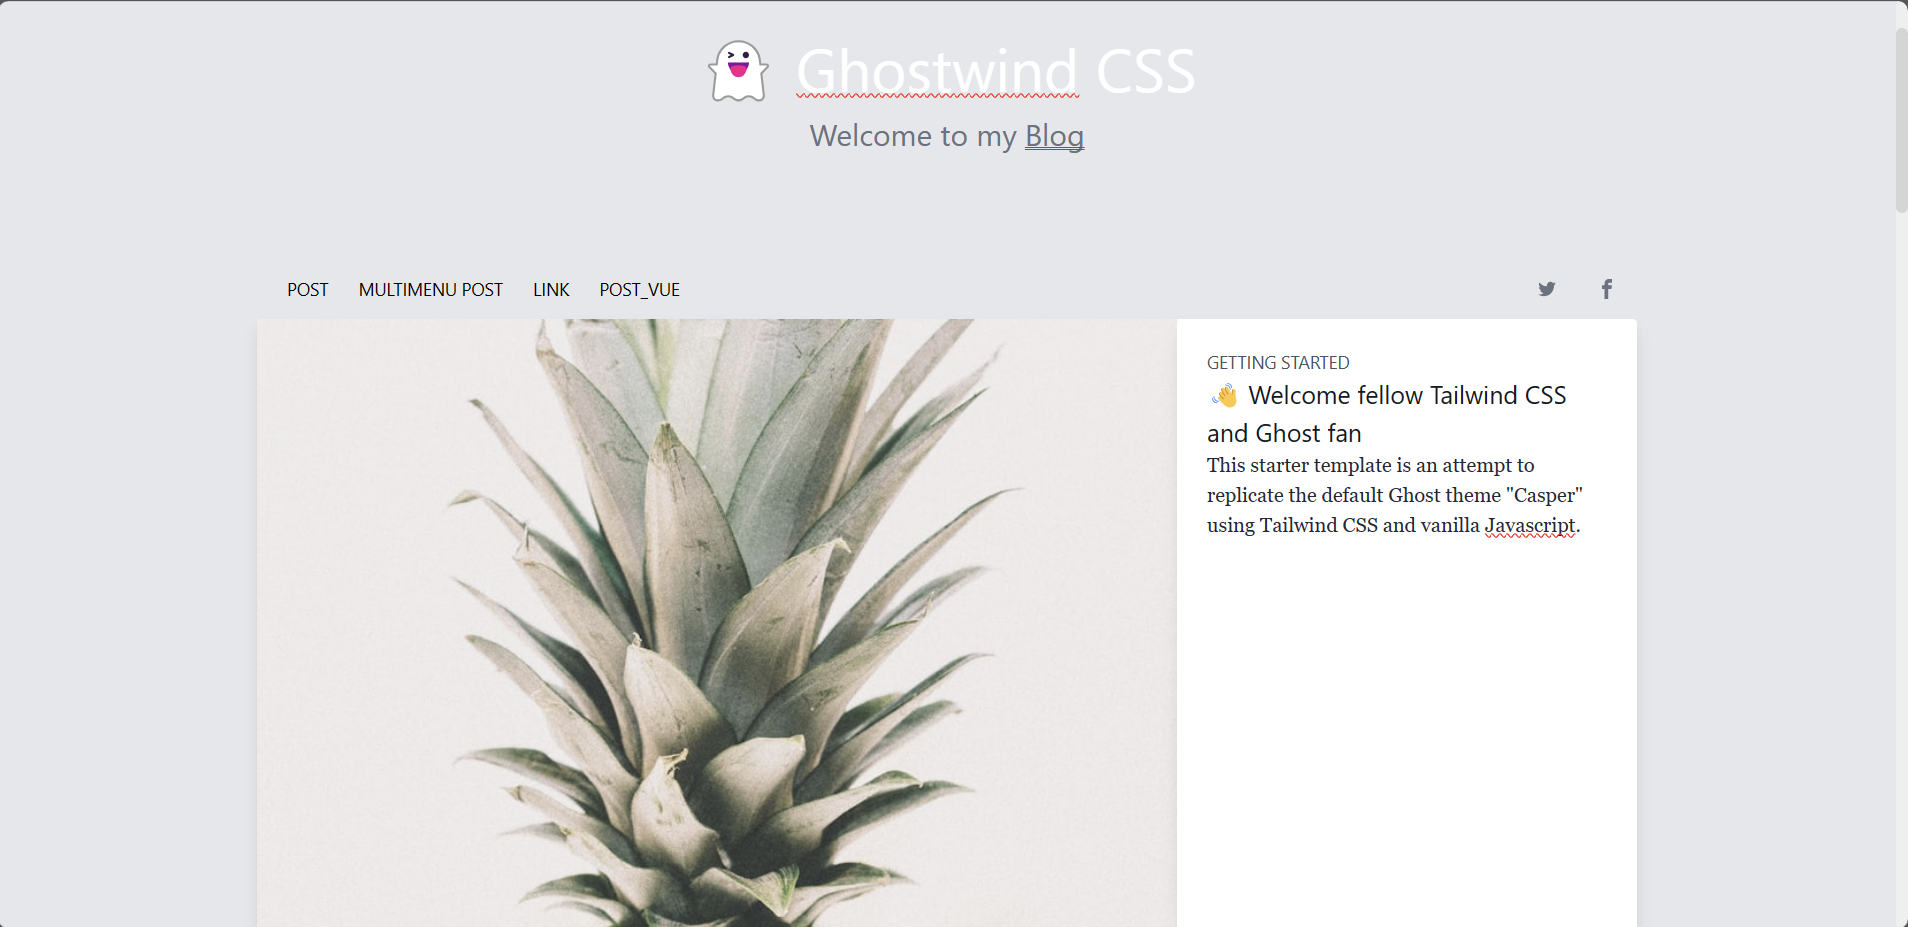 👻 Ghostwind CSS
Welcome to my Blog
POST MULTIMENU POST LINK POST_VUE
GETTING STARTED
👋 Welcome fellow Tailwind CSS
and Ghost fan
This starter template is an attempt to
replicate the default Ghost theme "Casper"
using Tailwind CSS and vanilla Javascript.